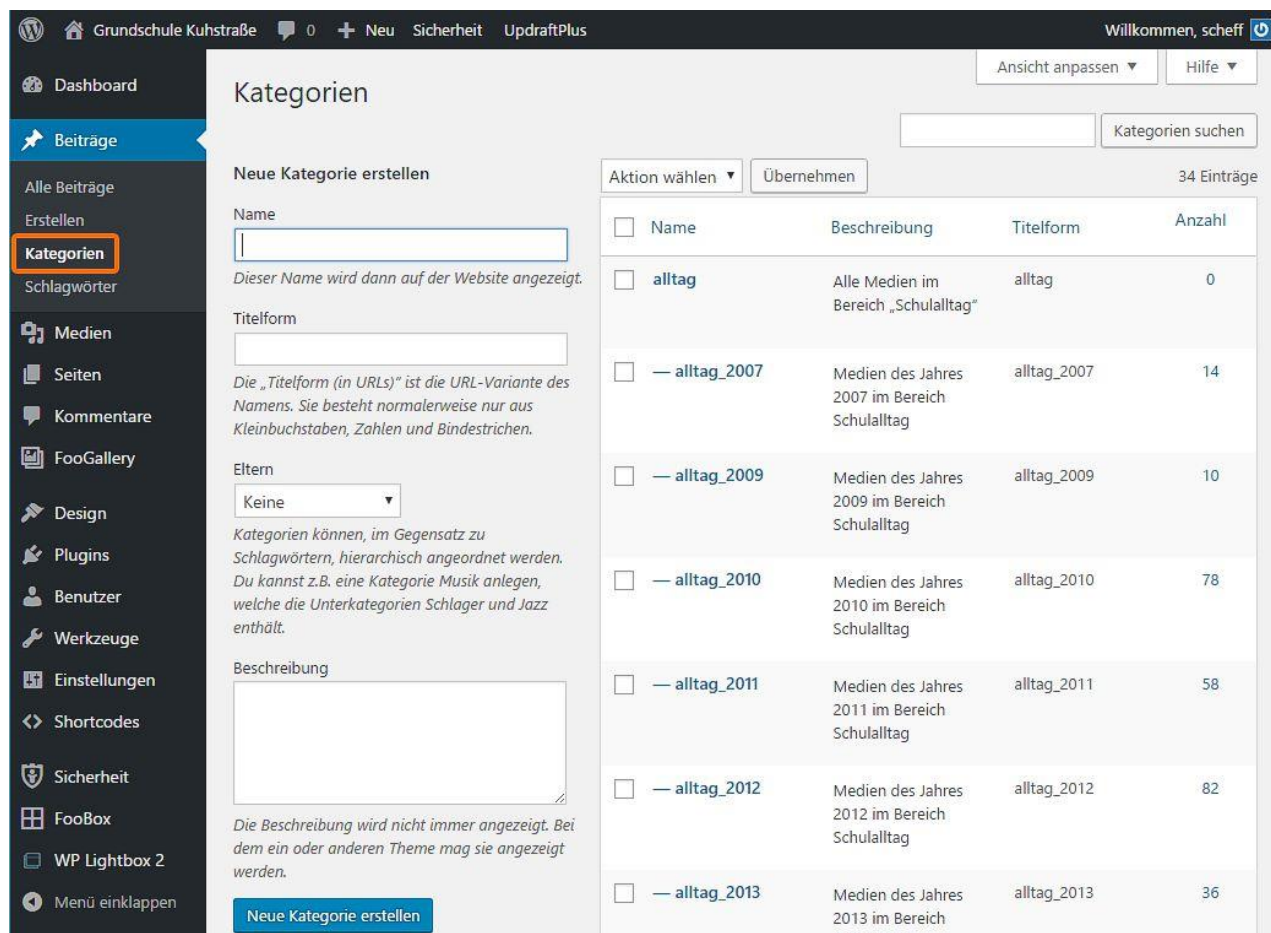 Grundschule Kuhstraße 0 Neu Sicherheit UpdraftPlus Willkommen, scheff
Dashboard
Beiträge
Alle Beiträge
Erstellen
Kategorien
Schlagwörter
Medien
Seiten
Kommentare
FooGallery
Design
Plugins
Benutzer
Werkzeuge
Einstellungen
Shortcodes
Sicherheit
FooBox
WP Lightbox 2
Menü einklappen
Ansicht anpassen ▼ Hilfe ▼
Kategorien
Kategorien suchen
Neue Kategorie erstellen
Name
Dieser Name wird dann auf der Website angezeigt.
Titelform
Die „Titelform (in URLs)“ ist die URL-Variante des
Namens. Sie besteht normalerweise nur aus
Kleinbuchstaben, Zahlen und Bindestrichen.
Eltern
Keine ▼
Kategorien können, im Gegensatz zu
Schlagwörtern, hierarchisch angeordnet werden.
Du kannst z.B. eine Kategorie Musik anlegen,
welche die Unterkategorien Schlager und Jazz
enthält.
Beschreibung
Die Beschreibung wird nicht immer angezeigt. Bei
dem ein oder anderen Theme mag sie angezeigt
werden.
Neue Kategorie erstellen
Aktion wählen ▼ Übernehmen 34 Einträge
Name Beschreibung Titelform Anzahl
alltag Alle Medien im alltag 0
Bereich „Schulalltag“
— alltag_2007 Medien des Jahres alltag_2007 14
2007 im Bereich
Schulalltag
— alltag_2009 Medien des Jahres alltag_2009 10
2009 im Bereich
Schulalltag
— alltag_2010 Medien des Jahres alltag_2010 78
2010 im Bereich
Schulalltag
— alltag_2011 Medien des Jahres alltag_2011 58
2011 im Bereich
Schulalltag
— alltag_2012 Medien des Jahres alltag_2012 82
2012 im Bereich
Schulalltag
— alltag_2013 Medien des Jahres alltag_2013 36
2013 im Bereich